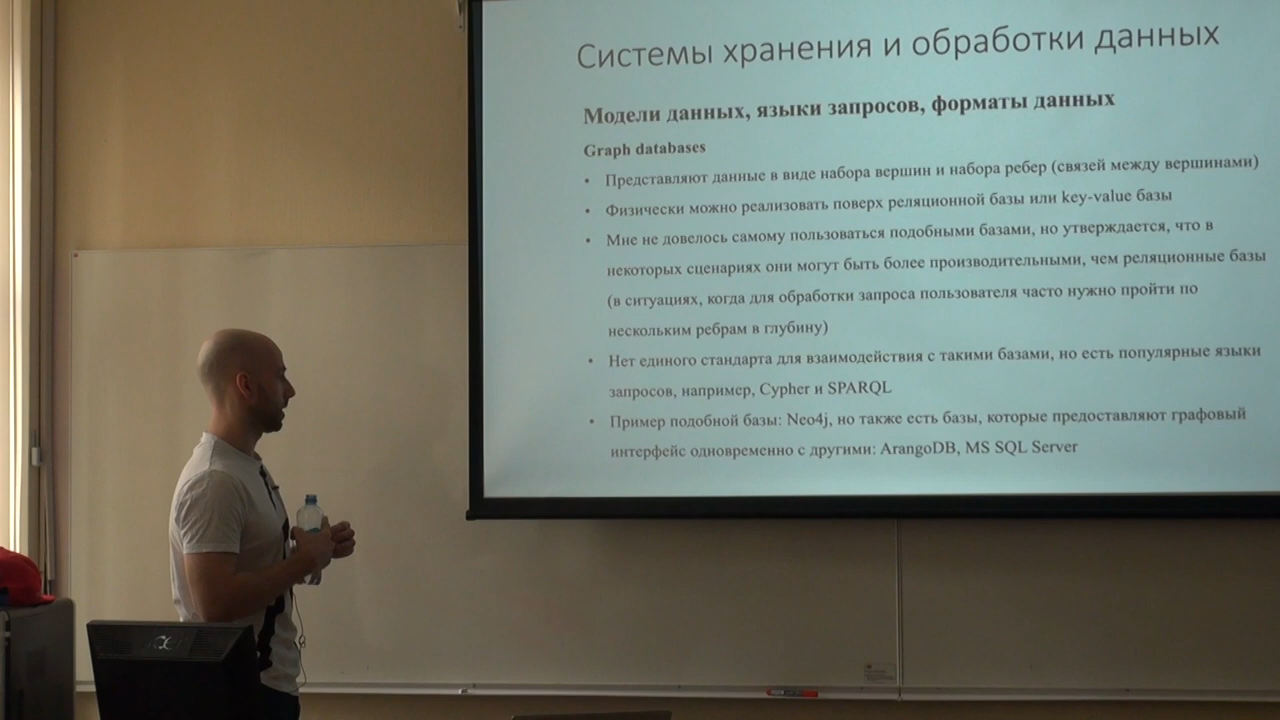 Системы хранения и обработки данных
Модели данных, языки запросов, форматы данных
Graph databases
• Представляют данные в виде набора вершин и набора ребер (связей между вершинами)
• Физически можно реализовать поверх реляционной базы или key-value базы
• Мне не довелось самому пользоваться подобными базами, но утверждается, что в
некоторых сценариях они могут быть более производительными, чем реляционные базы
(в ситуациях, когда для обработки запроса пользователя часто нужно пройти по
нескольким ребрам в глубину)
• Нет единого стандарта для взаимодействия с такими базами, но есть популярные языки
запросов, например, Cypher и SPARQL
• Пример подобной базы: Neo4j, но также есть базы, которые предоставляют графовый
интерфейс одновременно с другими: ArangoDB, MS SQL Server
acer